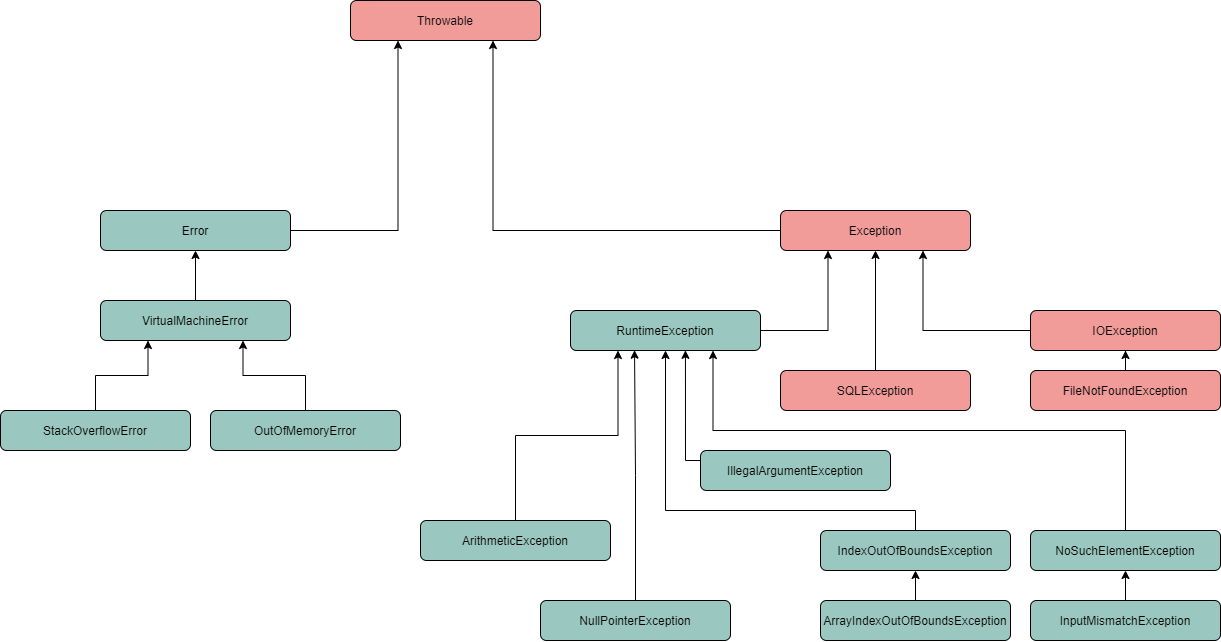 Throwable
Error
Exception
VirtualMachineError
RuntimeException
IOException
SQLException
FileNotFoundException
StackOverflowError
OutOfMemoryError
IllegalArgumentException
ArithmeticException
IndexOutOfBoundsException
NoSuchElementException
NullPointerException
ArrayIndexOutOfBoundsException
InputMismatchException